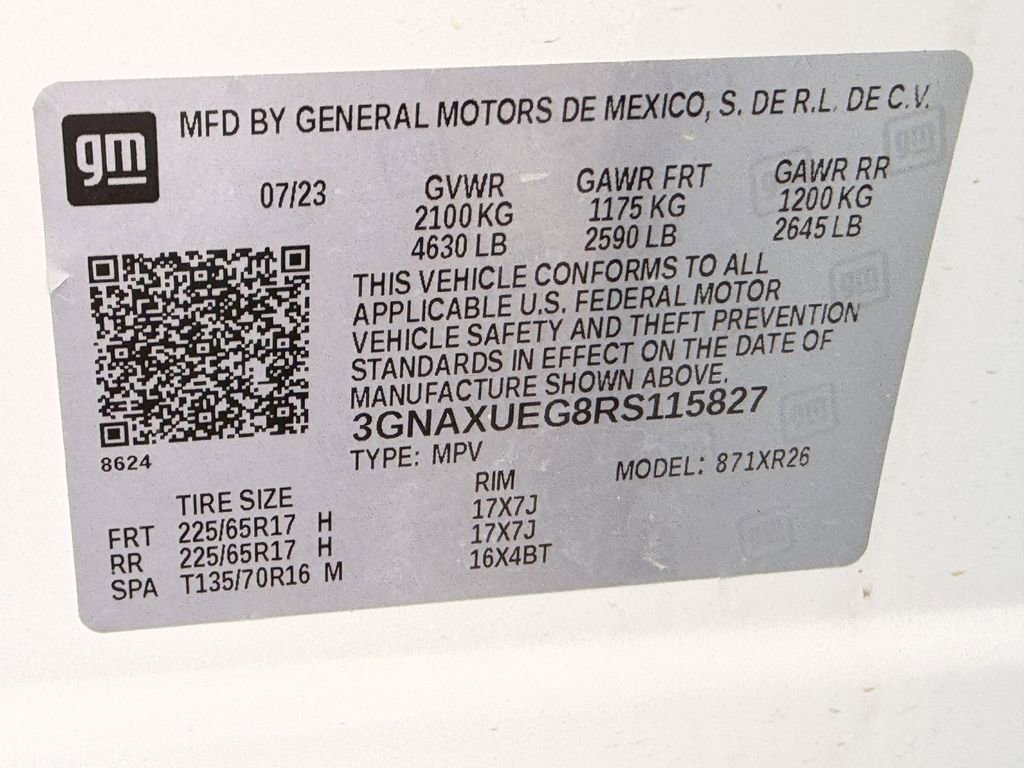 gm
MFD BY GENERAL MOTORS DE MEXICO, S. DE R.L. DE C.V.
07/23 GVWR GAWR FRT GAWR RR
2100 KG 1175 KG 1200 KG
4630 LB 2590 LB 2645 LB
THIS VEHICLE CONFORMS TO ALL
APPLICABLE U.S. FEDERAL MOTOR
VEHICLE SAFETY AND THEFT PREVENTION
STANDARDS IN EFFECT ON THE DATE OF
MANUFACTURE SHOWN ABOVE.
3GNAXUEG8RS115827
8624
TYPE: MPV MODEL: 871XR26
TIRE SIZE RIM
FRT 225/65R17 H 17X7J
RR 225/65R17 H 17X7J
SPA T135/70R16 M 16X4BT